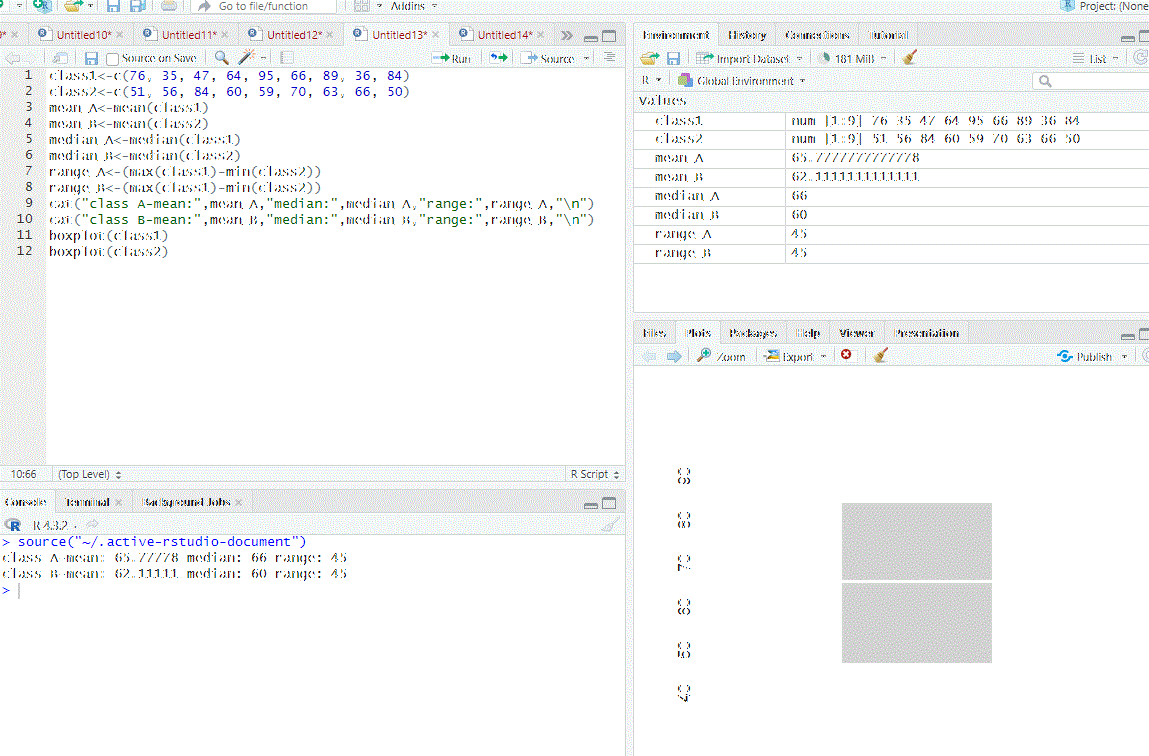 Go to file/function
Addins
Project: (None
Untitled10*
Untitled11*
Untitled12*
Untitled13*
Untitled14*
Source on Save
Run
Source
1 class1<-c(76, 35, 47, 64, 95, 66, 89, 36, 84)
2 class2<-c(51, 56, 84, 60, 59, 70, 63, 66, 50)
3 mean_A<-mean(class1)
4 mean_B<-mean(class2)
5 median_A<-median(class1)
6 median_B<-median(class2)
7 range_A<-(max(class1)-min(class2))
8 range_B<-(max(class1)-min(class2))
9 cat("class A-mean:",mean_A,"median:",median_A,"range:",range_A,"\n")
10 cat("class B-mean:",mean_B,"median:",median_B,"range:",range_B,"\n")
11 boxplot(class1)
12 boxplot(class2)
10:66
(Top Level)
R Script
Console
Terminal
Background Jobs
R 4.3.2 ·
> source("~/.active-rstudio-document")
class A-mean: 65.77778 median: 66 range: 45
class B-mean: 62.11111 median: 60 range: 45
>
Environment
History
Connections
Tutorial
Import Dataset
181 MiB
List
R
Global Environment
Values
class1 num [1:9] 76 35 47 64 95 66 89 36 84
class2 num [1:9] 51 56 84 60 59 70 63 66 50
mean_A 65.7777777777778
mean_B 62.1111111111111
median_A 66
median_B 60
range_A 45
range_B 45
Files
Plots
Packages
Help
Viewer
Presentation
Zoom
Export
Publish